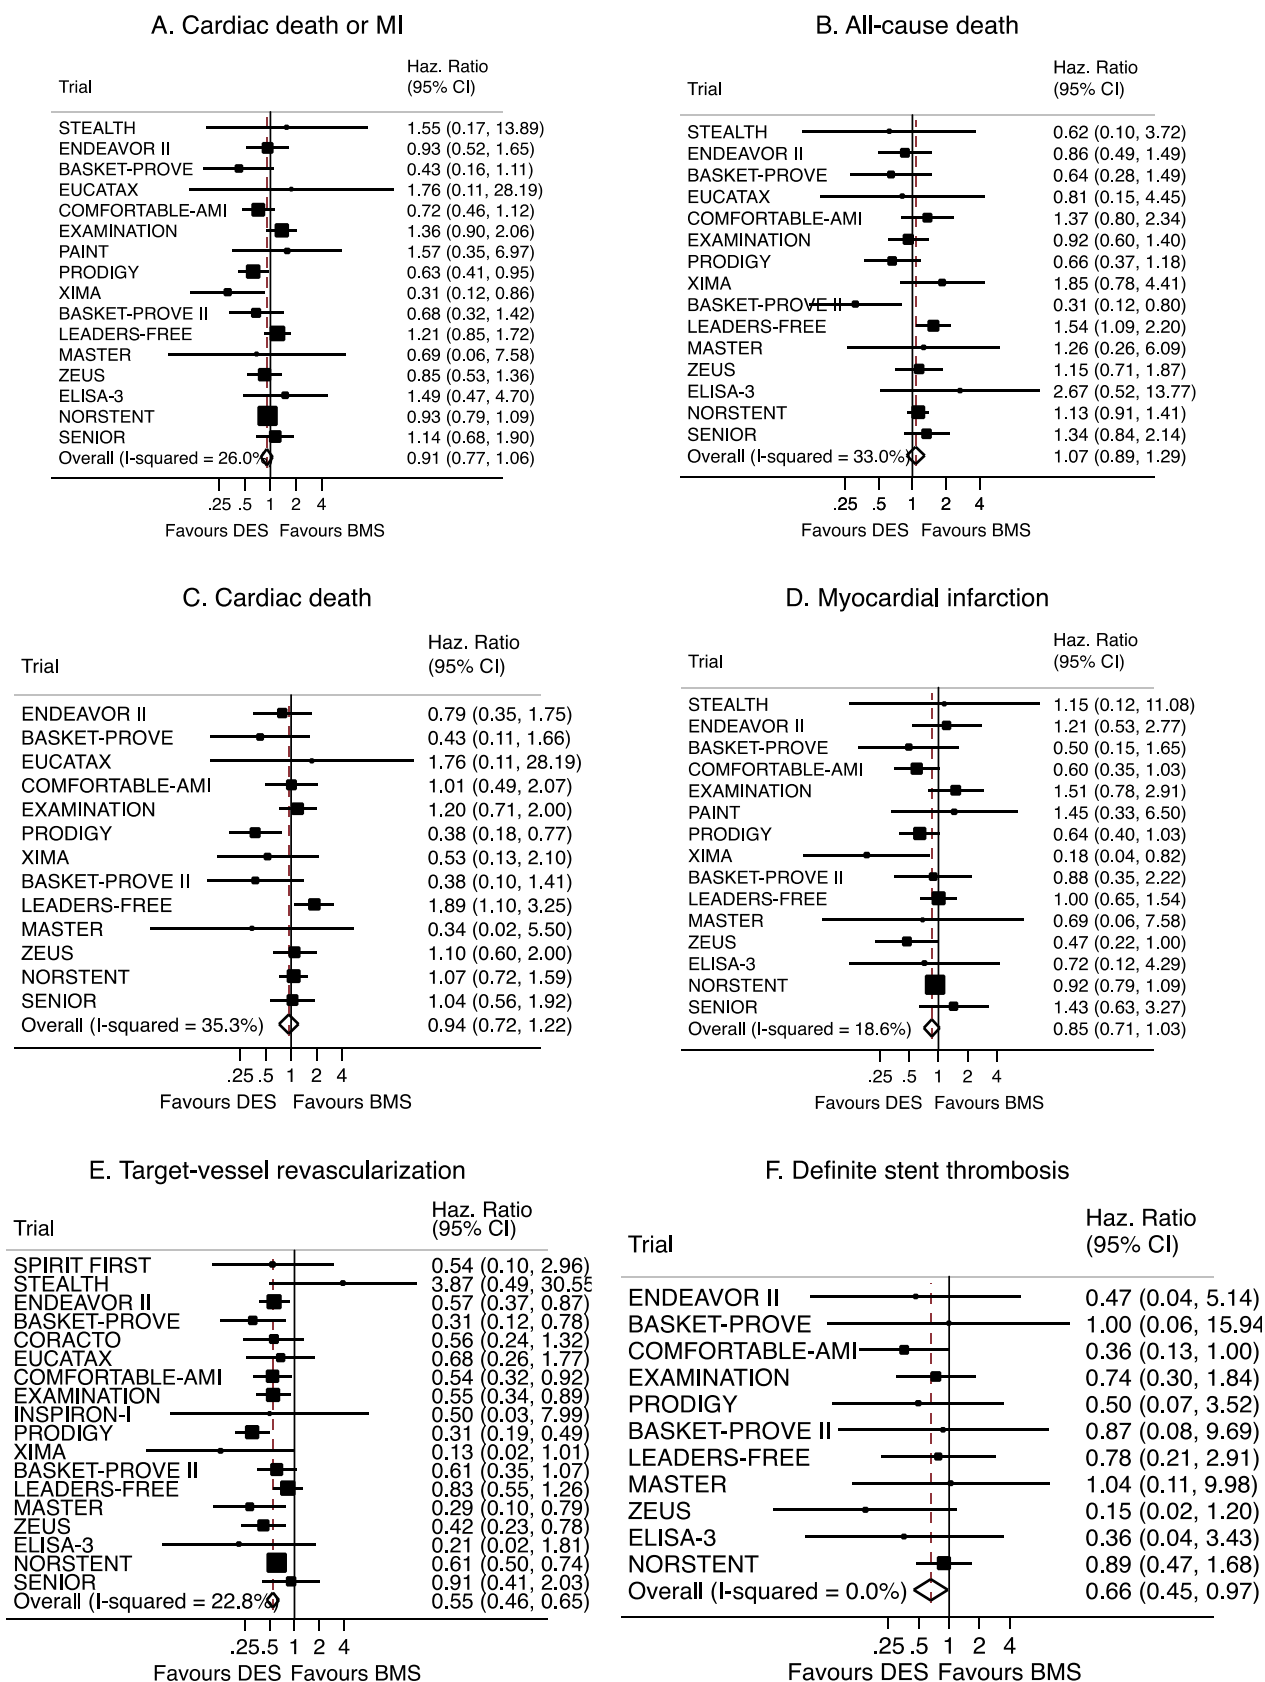 A. Cardiac death or MI
Haz. Ratio
Trial (95% CI)
STEALTH 1.55 (0.17, 13.89)
ENDEAVOR II 0.93 (0.52, 1.65)
BASKET-PROVE 0.43 (0.16, 1.11)
EUCATAX 1.76 (0.11, 28.19)
COMFORTABLE-AMI 0.72 (0.46, 1.12)
EXAMINATION 1.36 (0.90, 2.06)
PAINT 1.57 (0.35, 6.97)
PRODIGY 0.63 (0.41, 0.95)
XIMA 0.31 (0.12, 0.86)
BASKET-PROVE II 0.68 (0.32, 1.42)
LEADERS-FREE 1.21 (0.85, 1.72)
MASTER 0.69 (0.06, 7.58)
ZEUS 0.85 (0.53, 1.36)
ELISA-3 1.49 (0.47, 4.70)
NORSTENT 0.93 (0.79, 1.09)
SENIOR 1.14 (0.68, 1.90)
Overall (I-squared = 26.0% 0.91 (0.77, 1.06)
.25 .5 1 2 4
Favours DES Favours BMS
B. All-cause death
Haz. Ratio
Trial (95% CI)
STEALTH 0.62 (0.10, 3.72)
ENDEAVOR II 0.86 (0.49, 1.49)
BASKET-PROVE 0.64 (0.28, 1.49)
EUCATAX 0.81 (0.15, 4.45)
COMFORTABLE-AMI 1.37 (0.80, 2.34)
EXAMINATION 0.92 (0.60, 1.40)
PRODIGY 0.66 (0.37, 1.18)
XIMA 1.85 (0.78, 4.41)
BASKET-PROVE II 0.31 (0.12, 0.80)
LEADERS-FREE 1.54 (1.09, 2.20)
MASTER 1.26 (0.26, 6.09)
ZEUS 1.15 (0.71, 1.87)
ELISA-3 2.67 (0.52, 13.77)
NORSTENT 1.13 (0.91, 1.41)
SENIOR 1.34 (0.84, 2.14)
Overall (I-squared = 33.0%) 1.07 (0.89, 1.29)
.25 .5 1 2 4
Favours DES Favours BMS
C. Cardiac death
Haz. Ratio
Trial (95% CI)
ENDEAVOR II 0.79 (0.35, 1.75)
BASKET-PROVE 0.43 (0.11, 1.66)
EUCATAX 1.76 (0.11, 28.19)
COMFORTABLE-AMI 1.01 (0.49, 2.07)
EXAMINATION 1.20 (0.71, 2.00)
PRODIGY 0.38 (0.18, 0.77)
XIMA 0.53 (0.13, 2.10)
BASKET-PROVE II 0.38 (0.10, 1.41)
LEADERS-FREE 1.89 (1.10, 3.25)
MASTER 0.34 (0.02, 5.50)
ZEUS 1.10 (0.60, 2.00)
NORSTENT 1.07 (0.72, 1.59)
SENIOR 1.04 (0.56, 1.92)
Overall (I-squared = 35.3%) 0.94 (0.72, 1.22)
.25 .5 1 2 4
Favours DES Favours BMS
D. Myocardial infarction
Haz. Ratio
Trial (95% CI)
STEALTH 1.15 (0.12, 11.08)
ENDEAVOR II 1.21 (0.53, 2.77)
BASKET-PROVE 0.50 (0.15, 1.65)
COMFORTABLE-AMI 0.60 (0.35, 1.03)
EXAMINATION 1.51 (0.78, 2.91)
PAINT 1.45 (0.33, 6.50)
PRODIGY 0.64 (0.40, 1.03)
XIMA 0.18 (0.04, 0.82)
BASKET-PROVE II 0.88 (0.35, 2.22)
LEADERS-FREE 1.00 (0.65, 1.54)
MASTER 0.69 (0.06, 7.58)
ZEUS 0.47 (0.22, 1.00)
ELISA-3 0.72 (0.12, 4.29)
NORSTENT 0.92 (0.79, 1.09)
SENIOR 1.43 (0.63, 3.27)
Overall (I-squared = 18.6%) 0.85 (0.71, 1.03)
.25 .5 1 2 4
Favours DES Favours BMS
E. Target-vessel revascularization
Haz. Ratio
Trial (95% CI)
SPIRIT FIRST 0.54 (0.10, 2.96)
STEALTH 3.87 (0.49, 30.55
ENDEAVOR II 0.57 (0.37, 0.87)
BASKET-PROVE 0.31 (0.12, 0.78)
CORACTO 0.56 (0.24, 1.32)
EUCATAX 0.68 (0.26, 1.77)
COMFORTABLE-AMI 0.54 (0.32, 0.92)
EXAMINATION 0.55 (0.34, 0.89)
INSPIRON-I 0.50 (0.03, 7.99)
PRODIGY 0.31 (0.19, 0.49)
XIMA 0.13 (0.02, 1.01)
BASKET-PROVE II 0.61 (0.35, 1.07)
LEADERS-FREE 0.83 (0.55, 1.26)
MASTER 0.29 (0.10, 0.79)
ZEUS 0.42 (0.23, 0.78)
ELISA-3 0.21 (0.02, 1.81)
NORSTENT 0.61 (0.50, 0.74)
SENIOR 0.91 (0.41, 2.03)
Overall (I-squared = 22.8%) 0.55 (0.46, 0.65)
.25 .5 1 2 4
Favours DES Favours BMS
F. Definite stent thrombosis
Haz. Ratio
Trial (95% CI)
ENDEAVOR II 0.47 (0.04, 5.14)
BASKET-PROVE 1.00 (0.06, 15.94
COMFORTABLE-AMI 0.36 (0.13, 1.00)
EXAMINATION 0.74 (0.30, 1.84)
PRODIGY 0.50 (0.07, 3.52)
BASKET-PROVE II 0.87 (0.08, 9.69)
LEADERS-FREE 0.78 (0.21, 2.91)
MASTER 1.04 (0.11, 9.98)
ZEUS 0.15 (0.02, 1.20)
ELISA-3 0.36 (0.04, 3.43)
NORSTENT 0.89 (0.47, 1.68)
Overall (I-squared = 0.0%) 0.66 (0.45, 0.97)
.25 .5 1 2 4
Favours DES Favours BMS